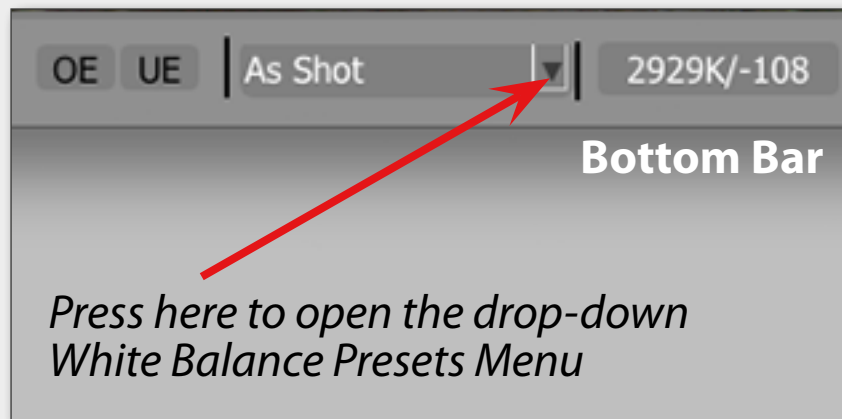 OE UE As Shot 2929K/-108
Bottom Bar
Press here to open the drop-down
White Balance Presets Menu